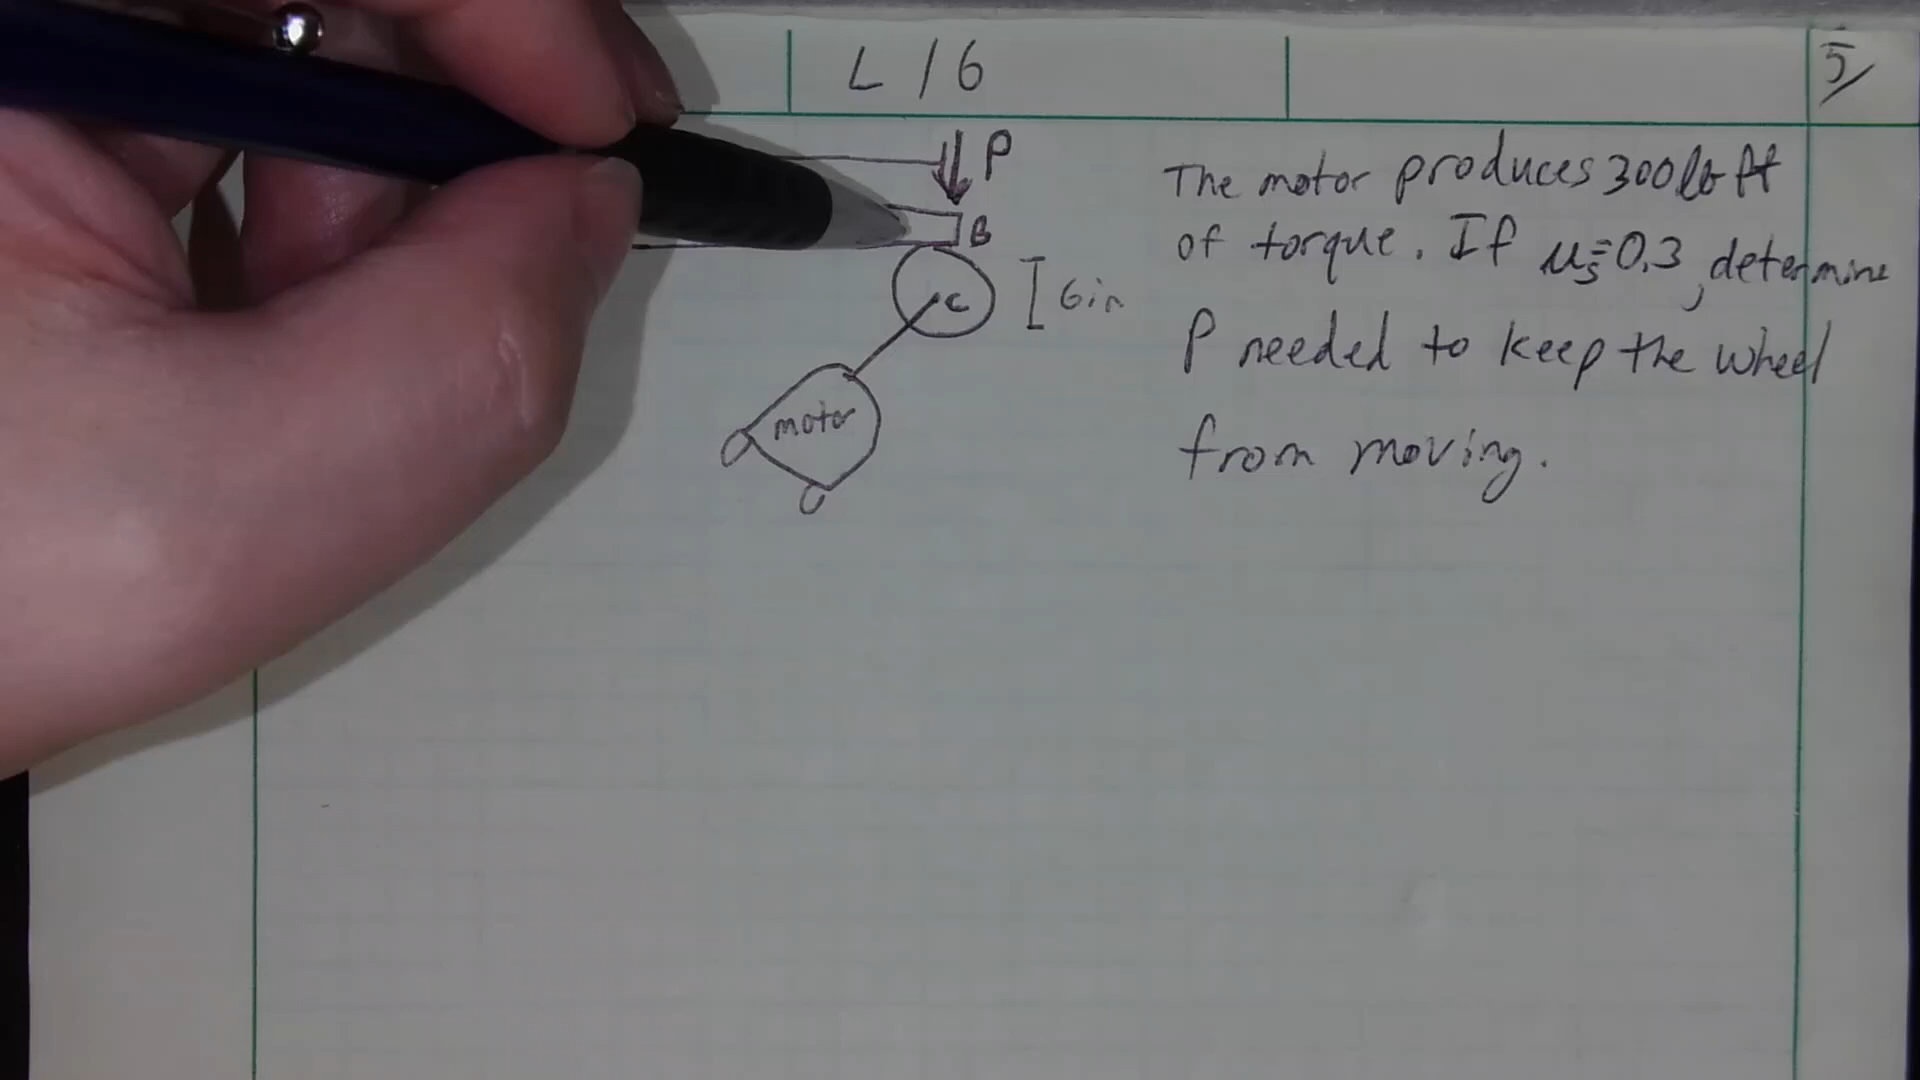 L16
5/
P
B
6in
C
motor
The motor produces 300 lb ft
of torque. If μs=0.3, determine
P needed to keep the wheel
from moving.